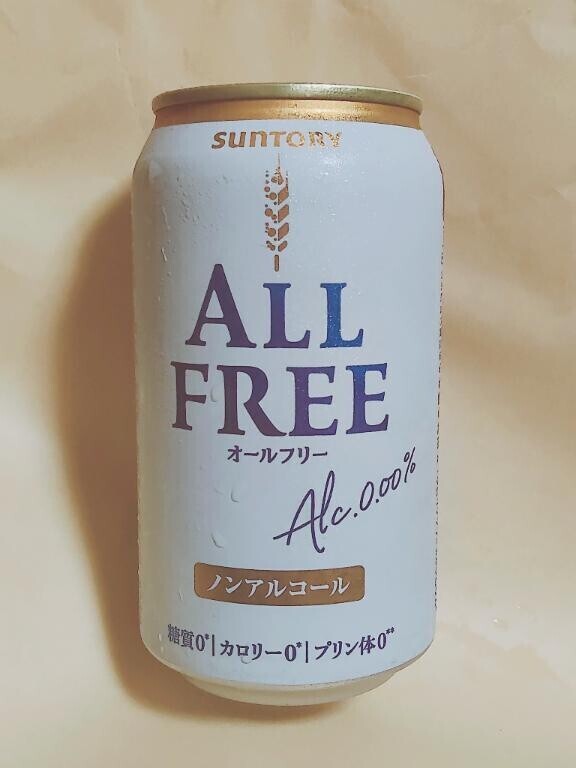 SUNTORY
ALL
FREE
オールフリー
Alc.0.00%
ノンアルコール
糖質0*|カロリー0*|プリン体0**